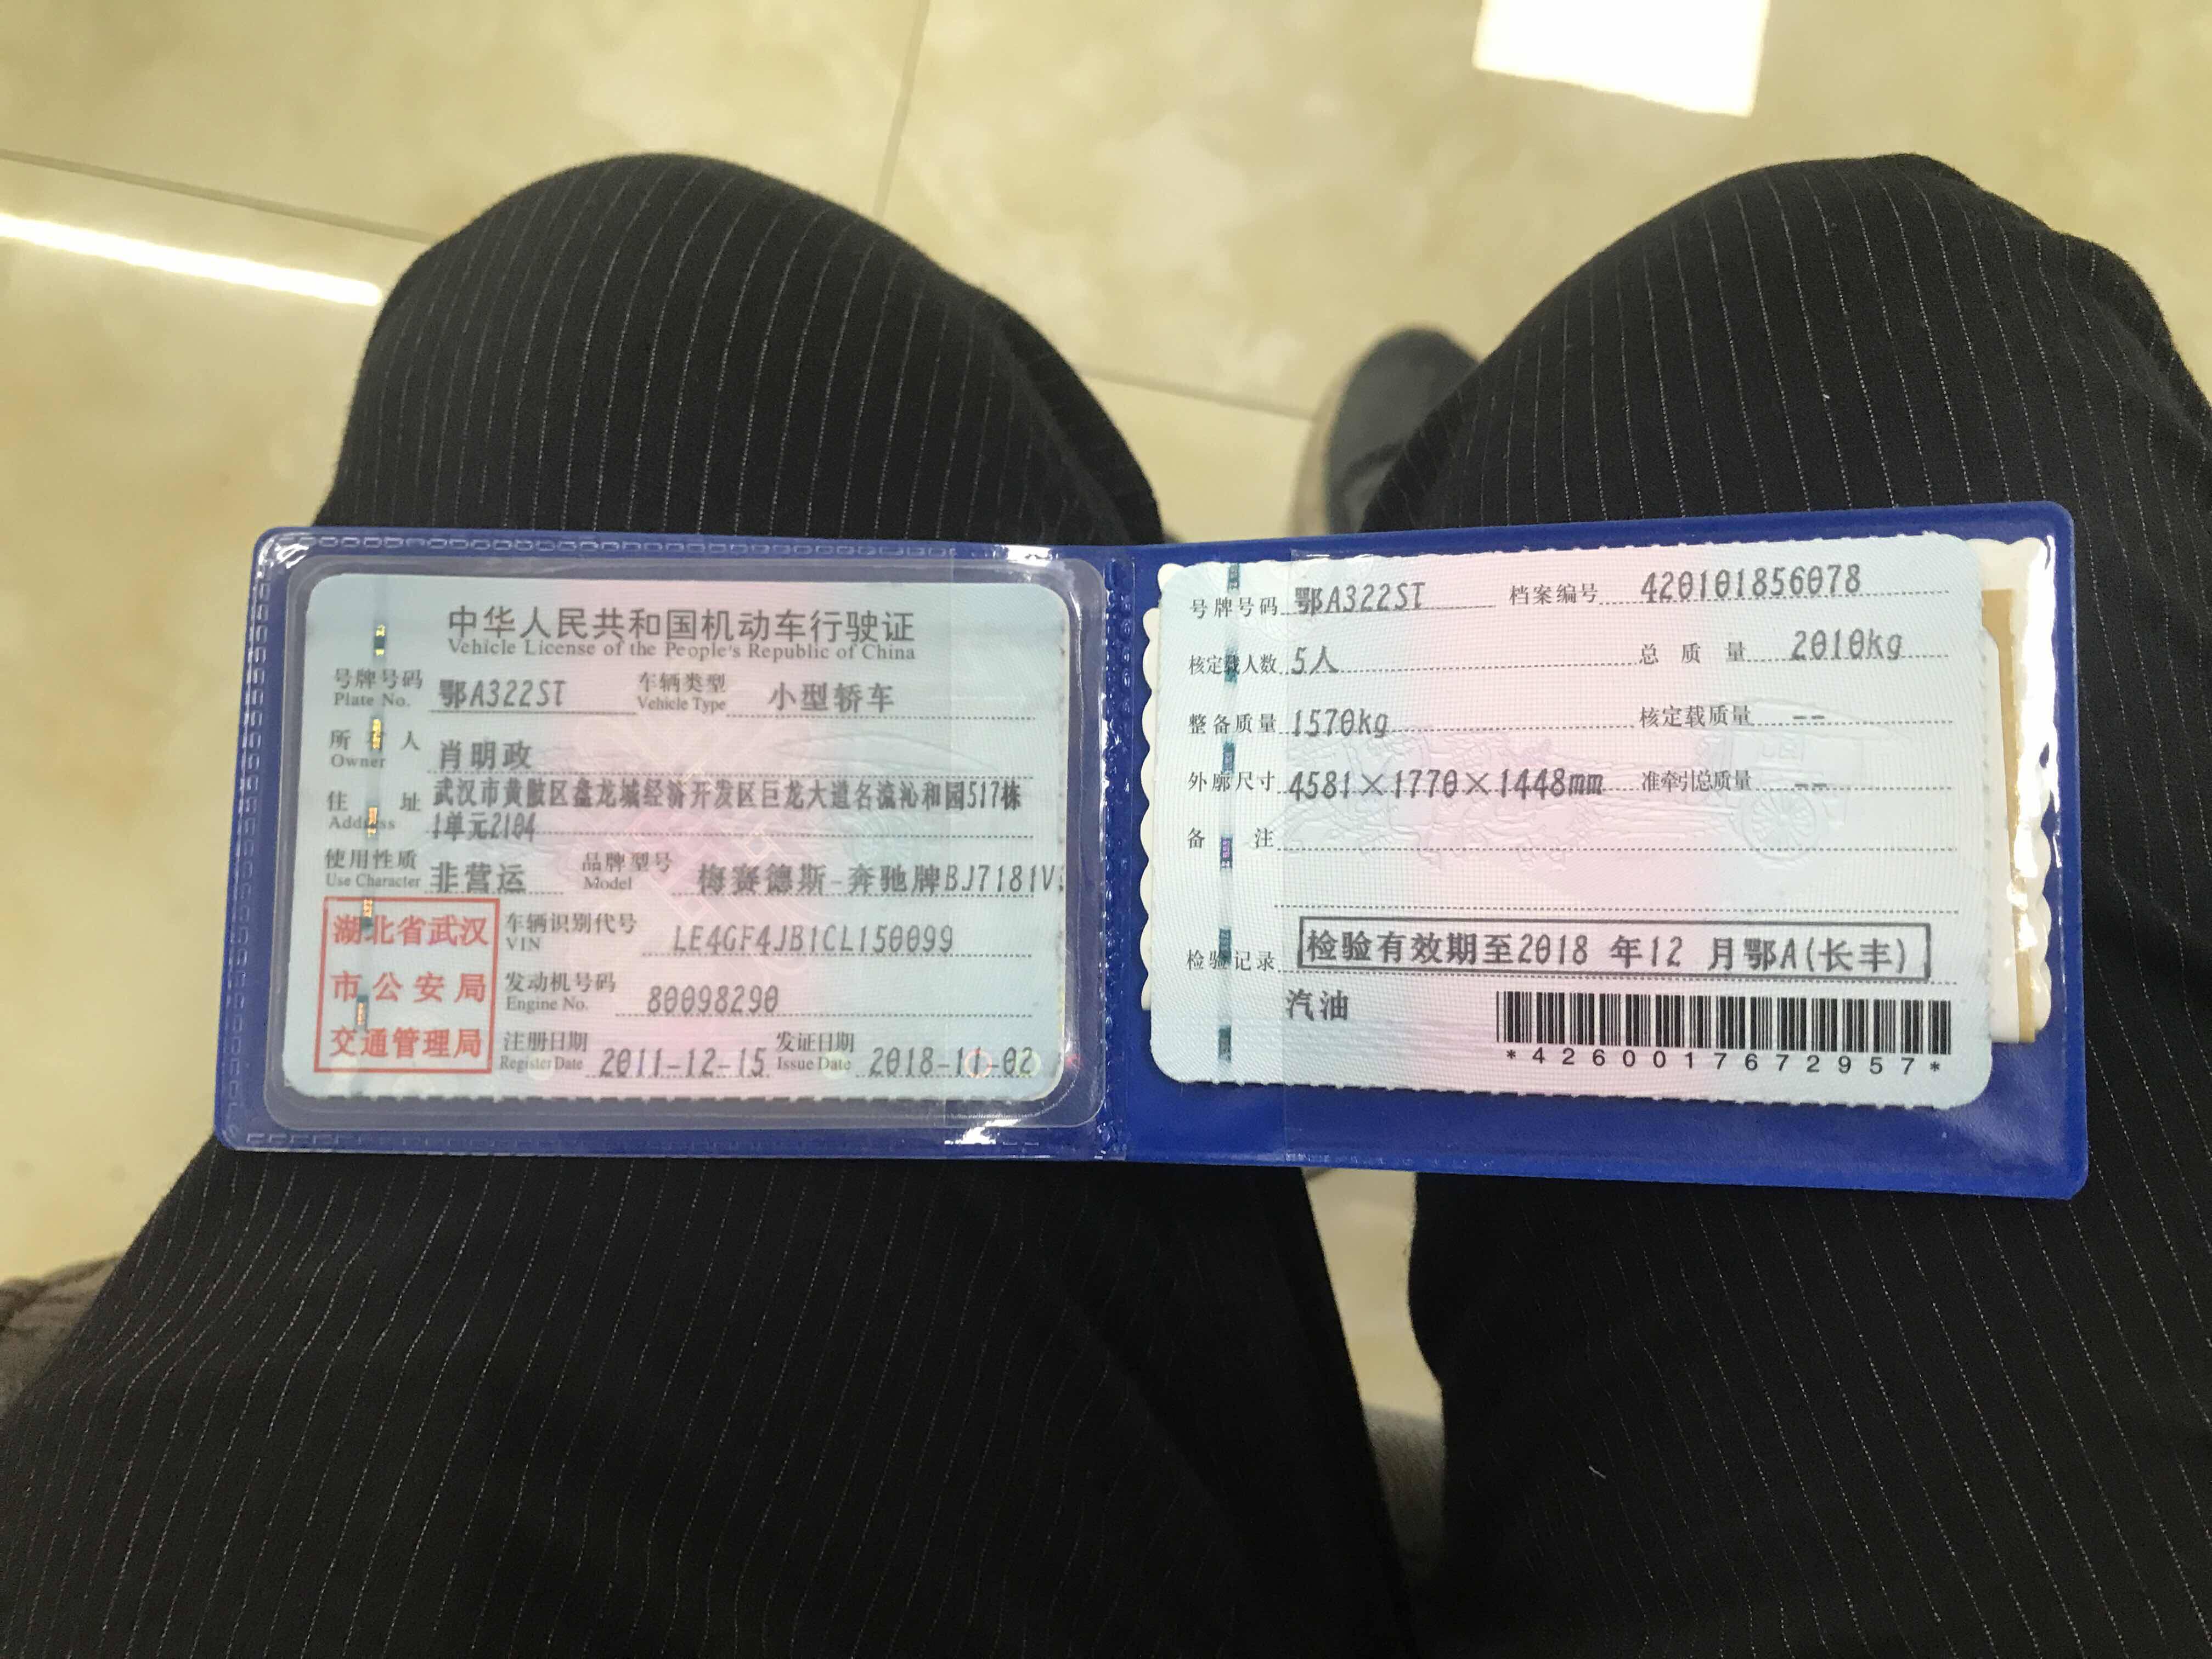 中华人民共和国机动车行驶证
Vehicle License of the People's Republic of China
号牌号码 鄂A322ST 车辆类型 小型轿车
Plate No. Vehicle Type
所有人 肖明政
Owner
住址 武汉市黄陂区盘龙城经济开发区巨龙大道名流沁和园517栋
Address 1单元2104
使用性质 非营运 品牌型号 梅赛德斯-奔驰牌BJ7181V
Use Character Model
湖北省武汉
市公安局
交通管理局
车辆识别代号 LE4GF4JB1CL150099
VIN
发动机号码 80098290
Engine No.
注册日期 2011-12-15 发证日期 2018-10-02
Register Date Issue Date
号牌号码 鄂A322ST 档案编号 420101856078
核定载人数 5人 总质量 2010kg
整备质量 1570kg 核定载质量 --
外廓尺寸 4581×1770×1448mm 准牵引总质量 --
备注
检验记录 检验有效期至2018年12月鄂A(长丰)
汽油
*4260017672957*